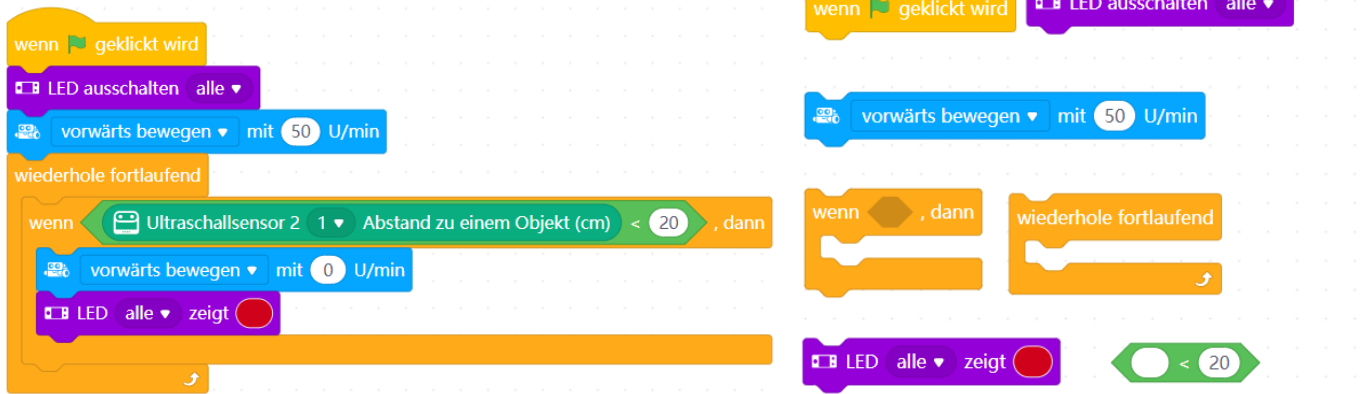 wenn geklickt wird
LED ausschalten alle
vorwärts bewegen mit 50 U/min
wiederhole fortlaufend
wenn Ultraschallsensor 2 1 Abstand zu einem Objekt (cm) < 20 , dann
vorwärts bewegen mit 0 U/min
LED alle zeigt
wenn geklickt wird
LED ausschalten alle
vorwärts bewegen mit 50 U/min
wenn , dann
wiederhole fortlaufend
LED alle zeigt
< 20